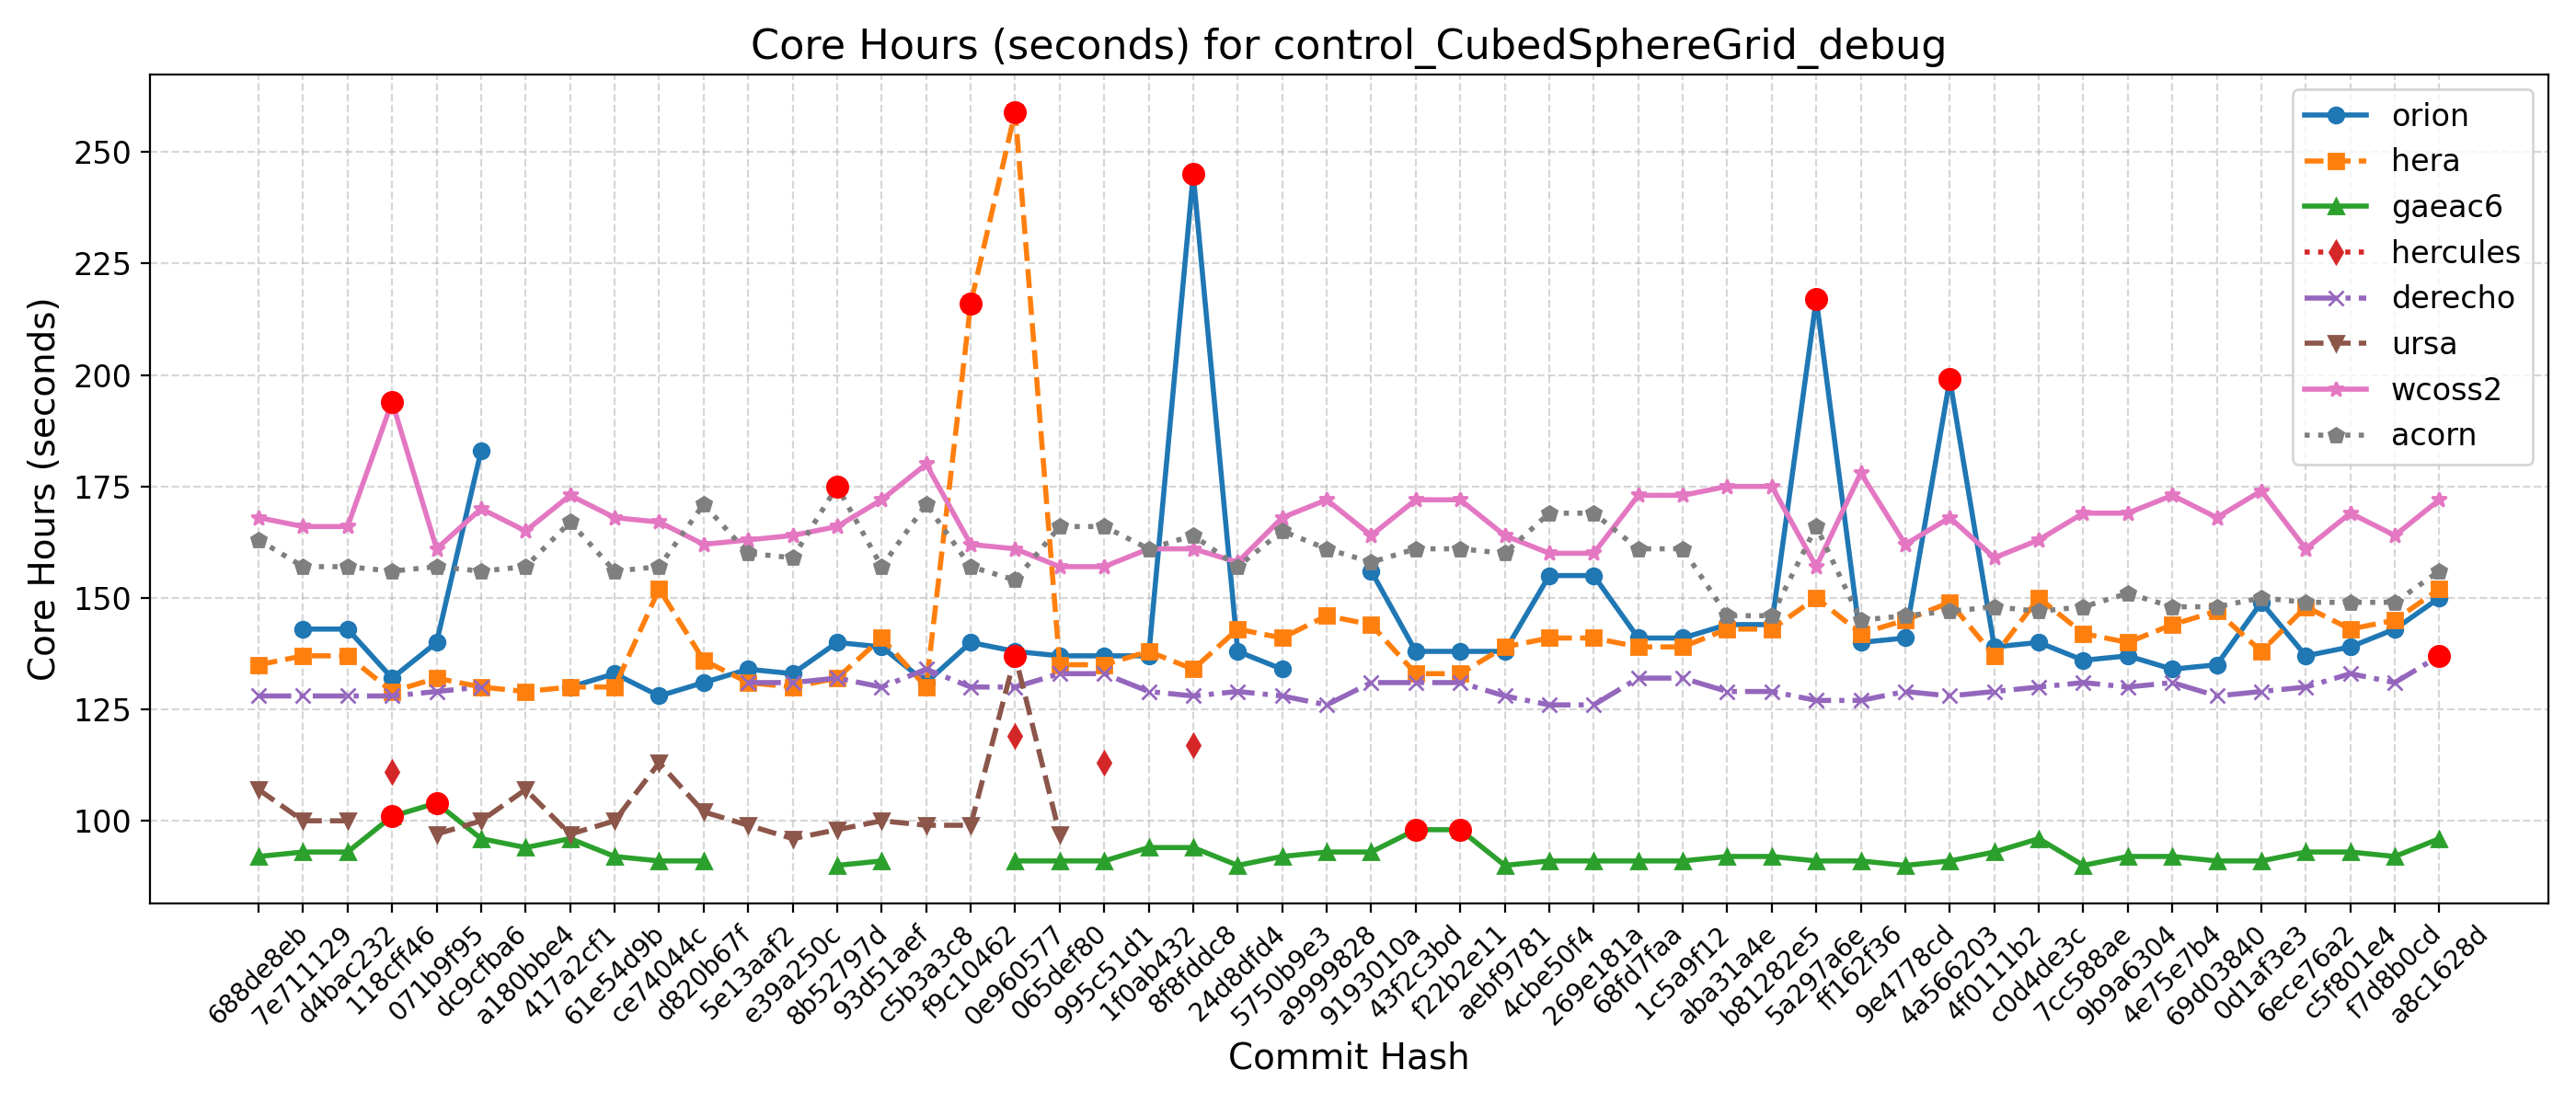 Core Hours (seconds) for control_CubedSphereGrid_debug
Core Hours (seconds)
250
225
200
175
150
125
100
orion
hera
gaeac6
hercules
derecho
ursa
wcoss2
acorn
688de8eb
7e711129
d4bac232
118cff46
071b9f95
dc9cfba6
a180bbe4
417a2cf1
61e54d9b
ce74044c
d820b67f
5e13aaf2
e39a250c
8b52797d
93d51aef
c5b3a3c8
f9c10462
0e960577
065def80
995c51d1
1f0ab432
8f8fddc8
24d8dfd4
5750b9e3
a9999828
9193010a
43f2c3bd
f22b2e11
aebf9781
4cbe50f4
269e181a
68fd7faa
1c5a9f12
aba31a4e
b81282e5
5a297a6e
ff162f36
9e4778cd
4a566203
4f0111b2
c0d4de3c
7cc588ae
9b9a6304
4e75e7b4
69d03840
0d1af3e3
6ece76a2
c5f801e4
f7d8b0cd
a8c1628d
Commit Hash